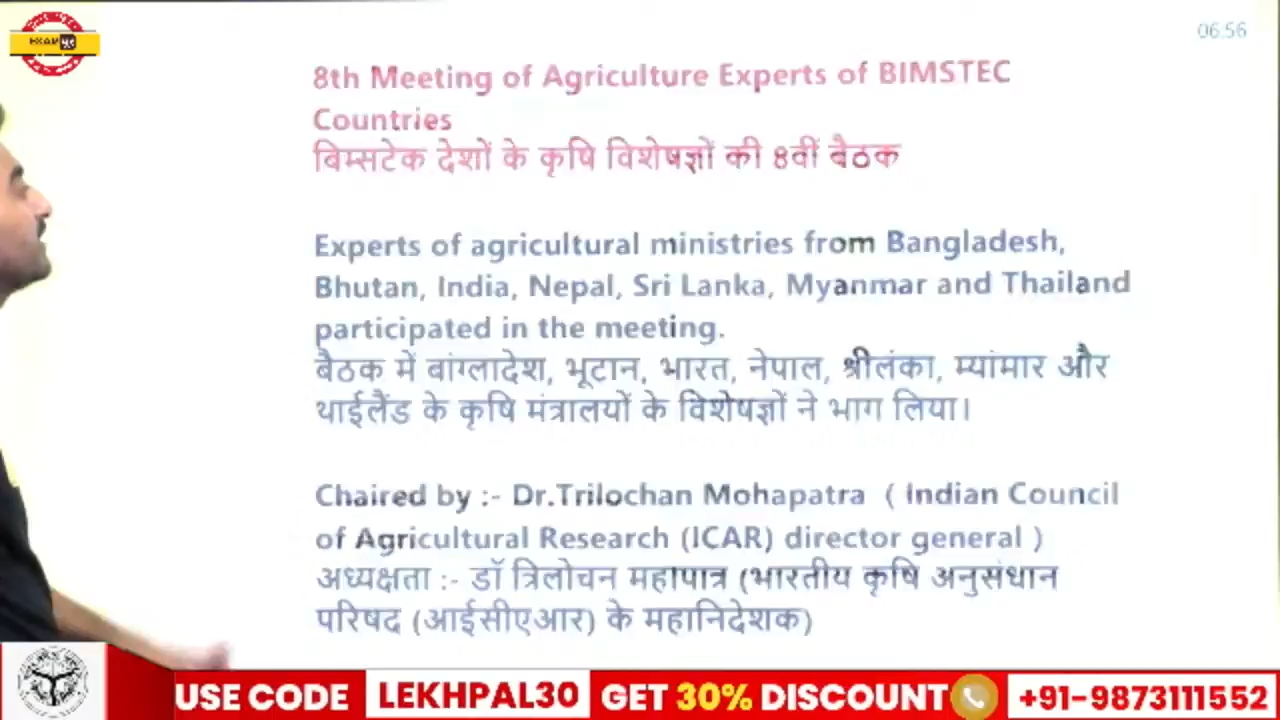 06:56
8th Meeting of Agriculture Experts of BIMSTEC
Countries
बिम्सटेक देशों के कृषि विशेषज्ञों की 8वीं बैठक
Experts of agricultural ministries from Bangladesh,
Bhutan, India, Nepal, Sri Lanka, Myanmar and Thailand
participated in the meeting.
बैठक में बांग्लादेश, भूटान, भारत, नेपाल, श्रीलंका, म्यांमार और
थाईलैंड के कृषि मंत्रालयों के विशेषज्ञों ने भाग लिया।
Chaired by :- Dr.Trilochan Mohapatra ( Indian Council
of Agricultural Research (ICAR) director general )
अध्यक्षता :- डॉ त्रिलोचन महापात्र (भारतीय कृषि अनुसंधान
परिषद (आईसीएआर) के महानिदेशक)
USE CODE LEKHPAL30 GET 30% DISCOUNT +91-9873111552